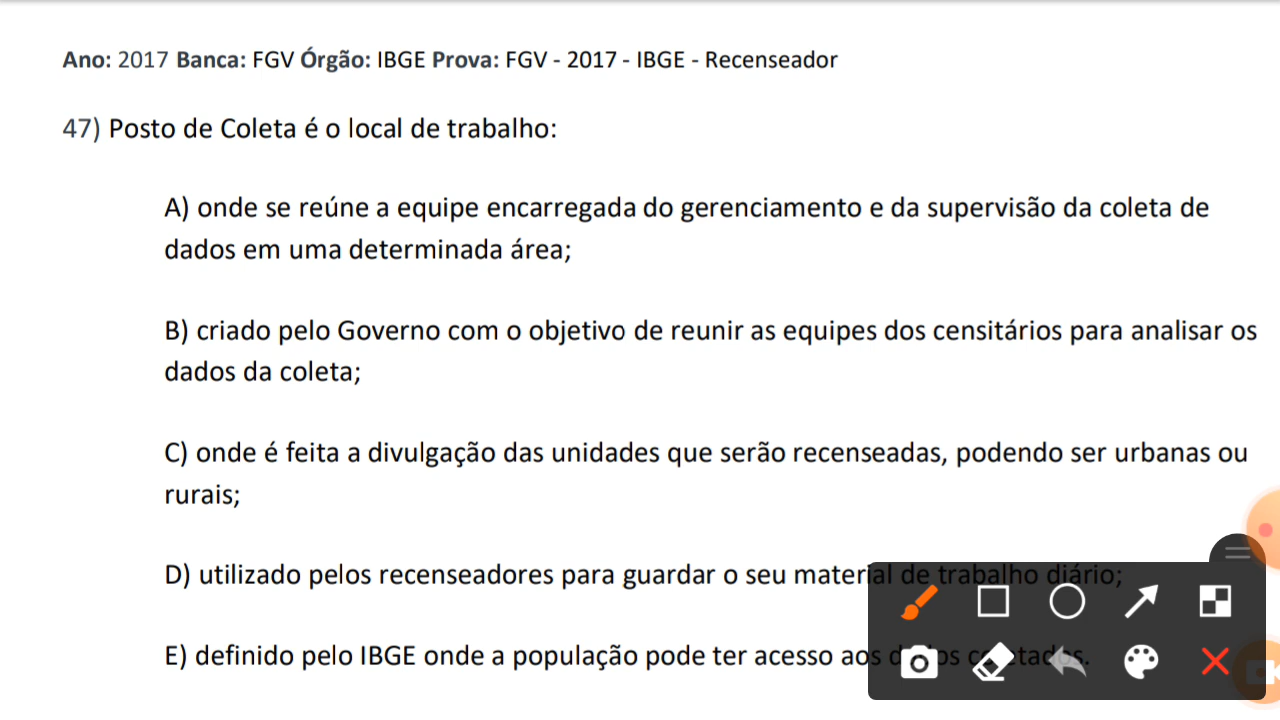 Ano: 2017 Banca: FGV Órgão: IBGE Prova: FGV - 2017 - IBGE - Recenseador
47) Posto de Coleta é o local de trabalho:
A) onde se reúne a equipe encarregada do gerenciamento e da supervisão da coleta de
dados em uma determinada área;
B) criado pelo Governo com o objetivo de reunir as equipes dos censitários para analisar os
dados da coleta;
C) onde é feita a divulgação das unidades que serão recenseadas, podendo ser urbanas ou
rurais;
D) utilizado pelos recenseadores para guardar o seu material de trabalho diário;
E) definido pelo IBGE onde a população pode ter acesso aos